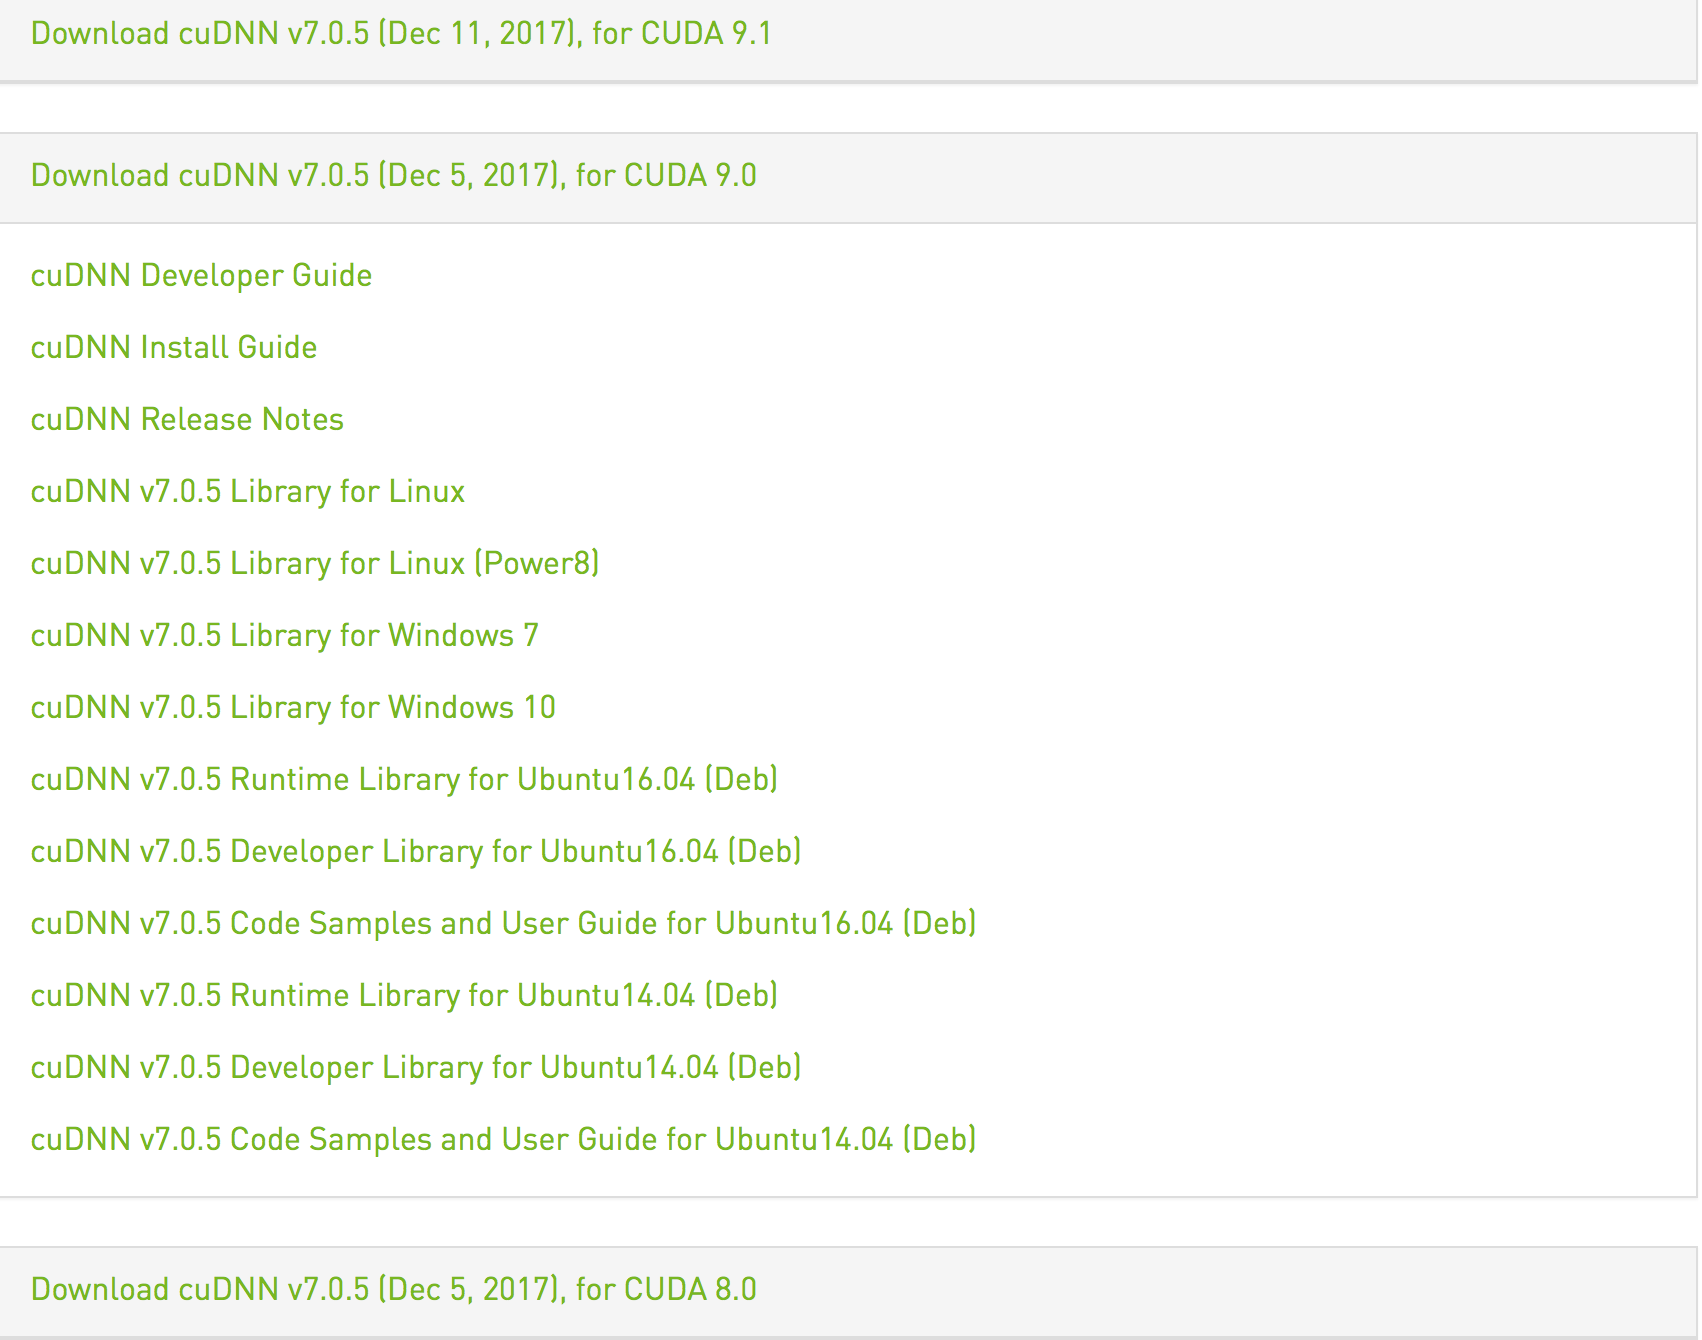 Download cuDNN v7.0.5 (Dec 11, 2017), for CUDA 9.1
Download cuDNN v7.0.5 (Dec 5, 2017), for CUDA 9.0
cuDNN Developer Guide
cuDNN Install Guide
cuDNN Release Notes
cuDNN v7.0.5 Library for Linux
cuDNN v7.0.5 Library for Linux (Power8)
cuDNN v7.0.5 Library for Windows 7
cuDNN v7.0.5 Library for Windows 10
cuDNN v7.0.5 Runtime Library for Ubuntu16.04 (Deb)
cuDNN v7.0.5 Developer Library for Ubuntu16.04 (Deb)
cuDNN v7.0.5 Code Samples and User Guide for Ubuntu16.04 (Deb)
cuDNN v7.0.5 Runtime Library for Ubuntu14.04 (Deb)
cuDNN v7.0.5 Developer Library for Ubuntu14.04 (Deb)
cuDNN v7.0.5 Code Samples and User Guide for Ubuntu14.04 (Deb)
Download cuDNN v7.0.5 (Dec 5, 2017), for CUDA 8.0